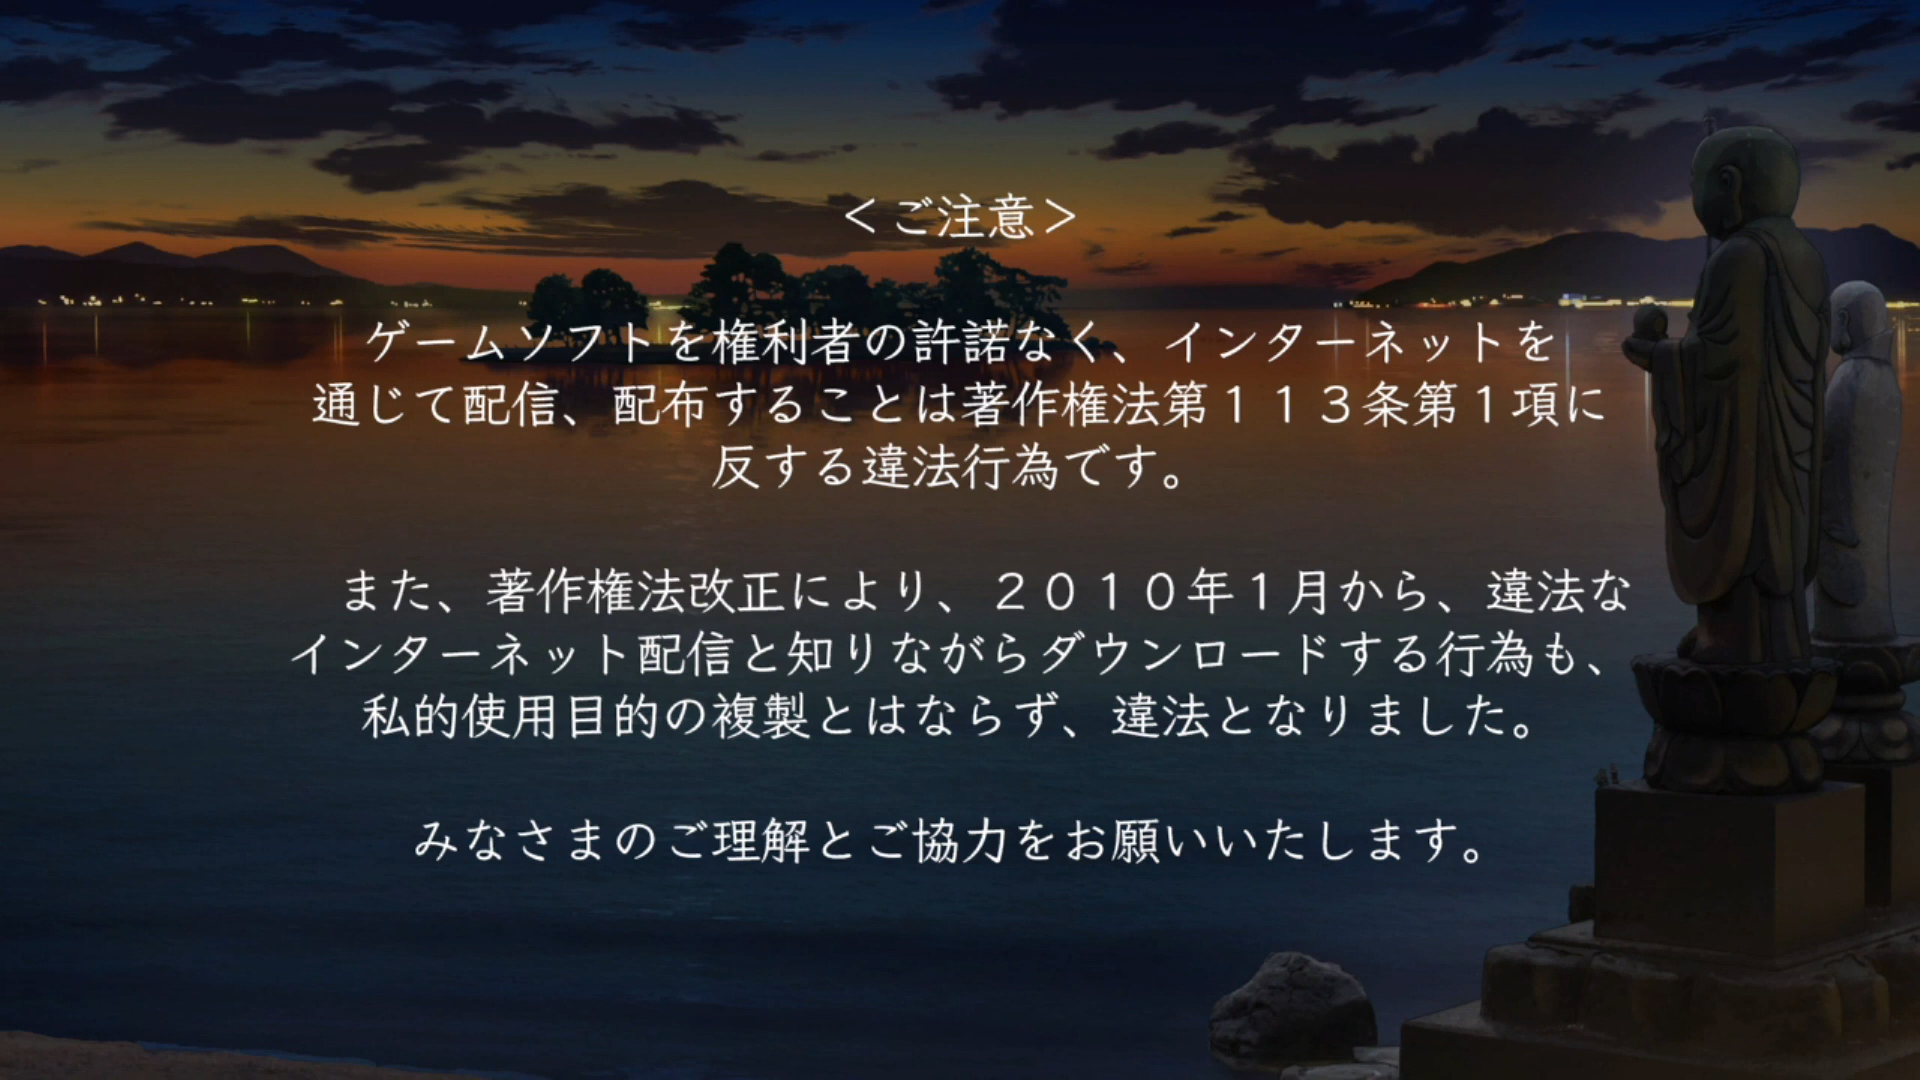 ＜ご注意＞
ゲームソフトを権利者の許諾なく、インターネットを
通じて配信、配布することは著作権法第１１３条第１項に
反する違法行為です。
また、著作権法改正により、２０１０年１月から、違法な
インターネット配信と知りながらダウンロードする行為も、
私的使用目的の複製とはならず、違法となりました。
みなさまのご理解とご協力をお願いいたします。